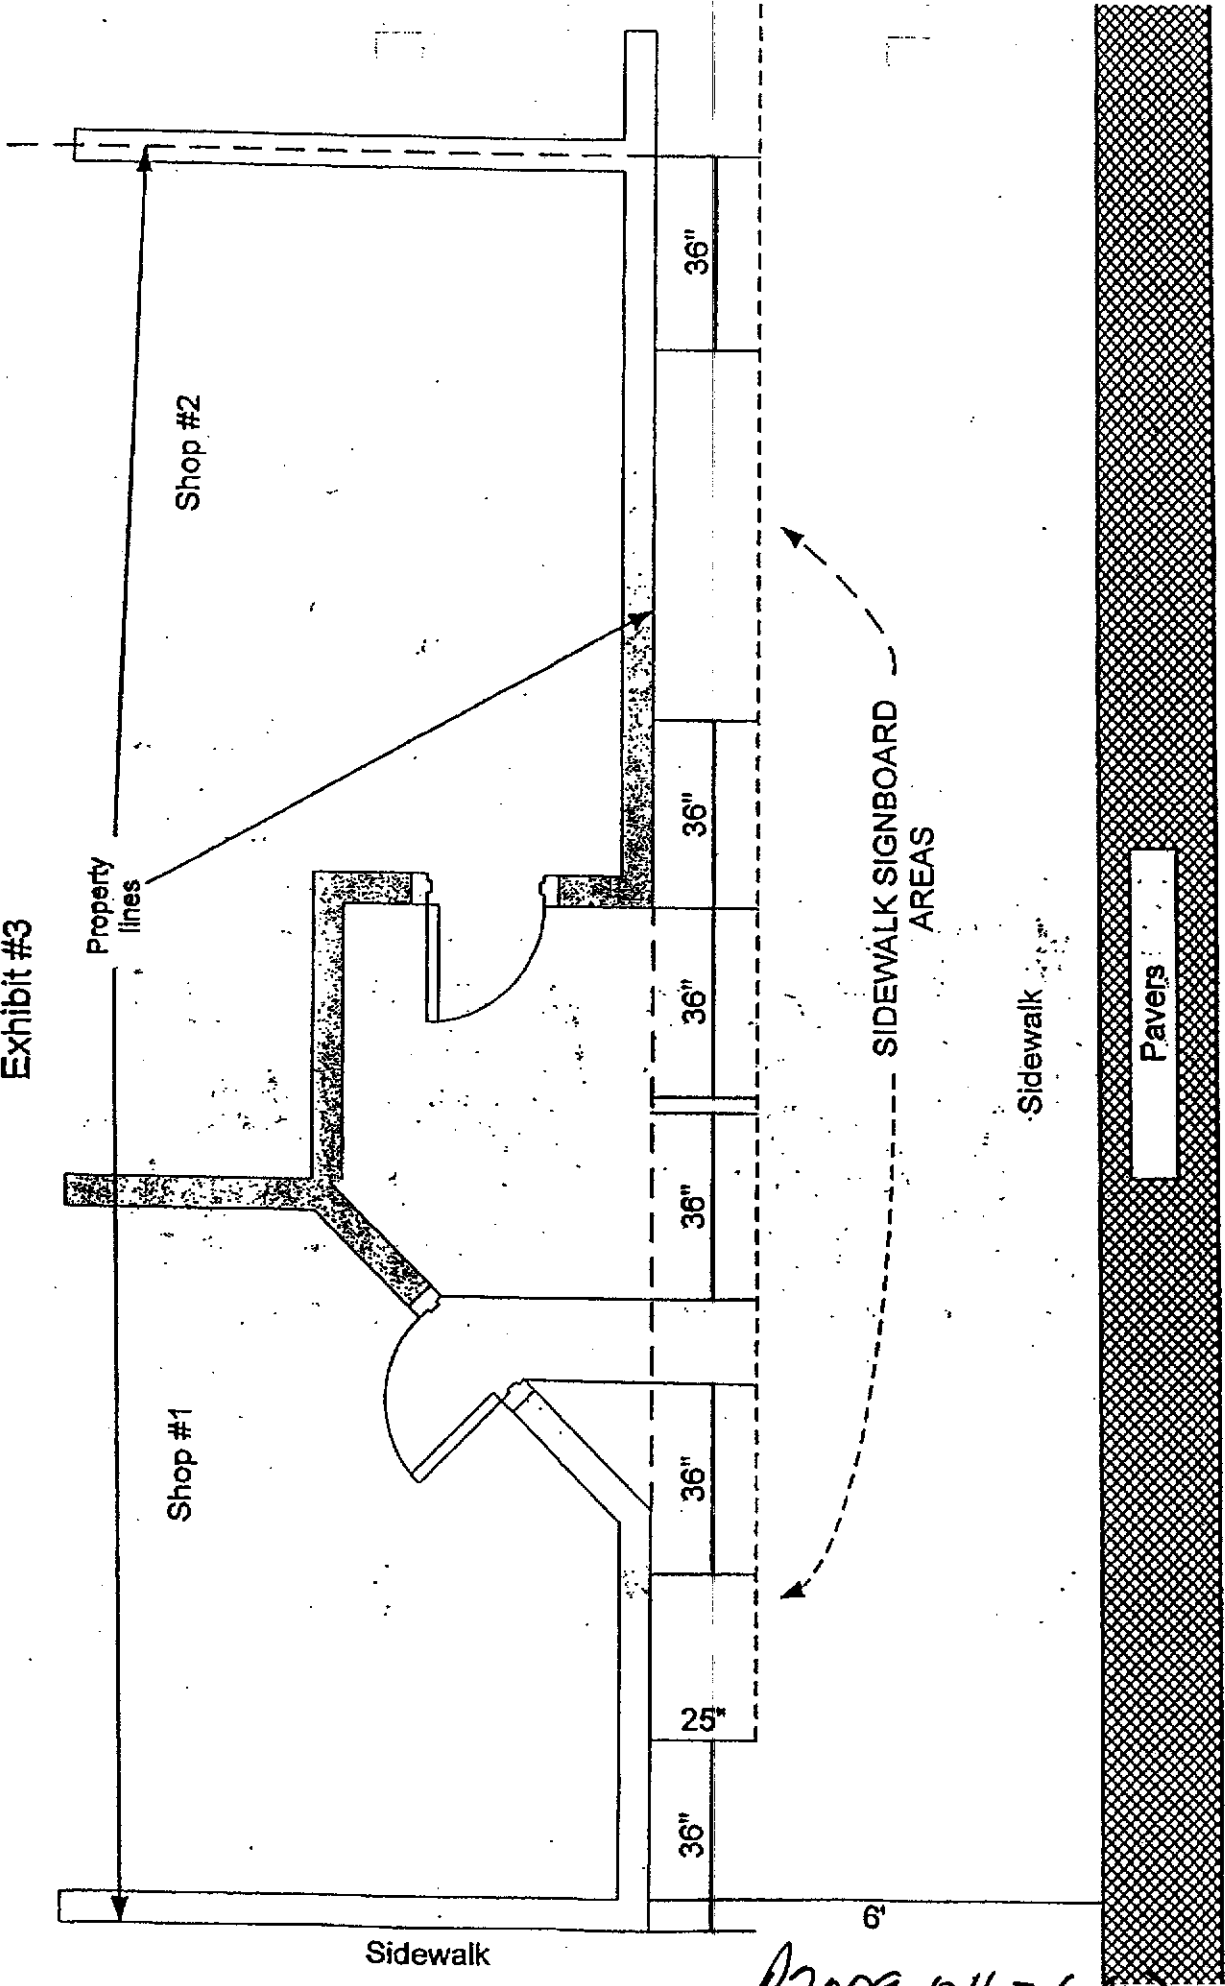 Exhibit #3
Property
lines
Shop #1
Shop #2
36"
25"
36"
36"
36"
36"
36"
SIDEWALK SIGNBOARD
AREAS
Sidewalk
Sidewalk
6'
Pavers